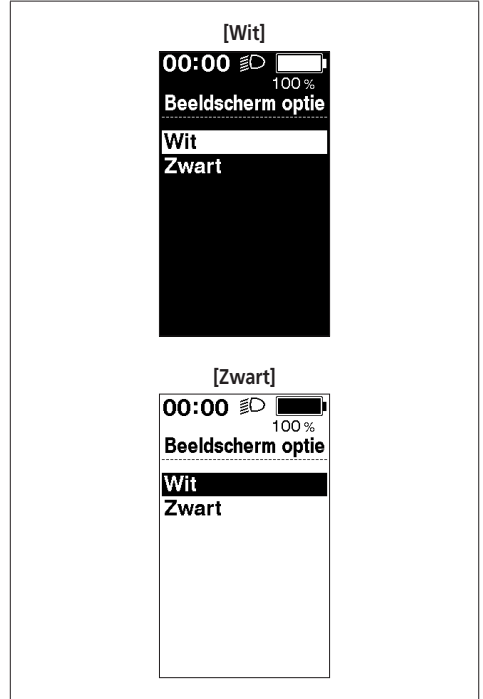 [Wit]
00:00
100 %
Beeldscherm optie
Wit
Zwart
[Zwart]
00:00
100 %
Beeldscherm optie
Wit
Zwart